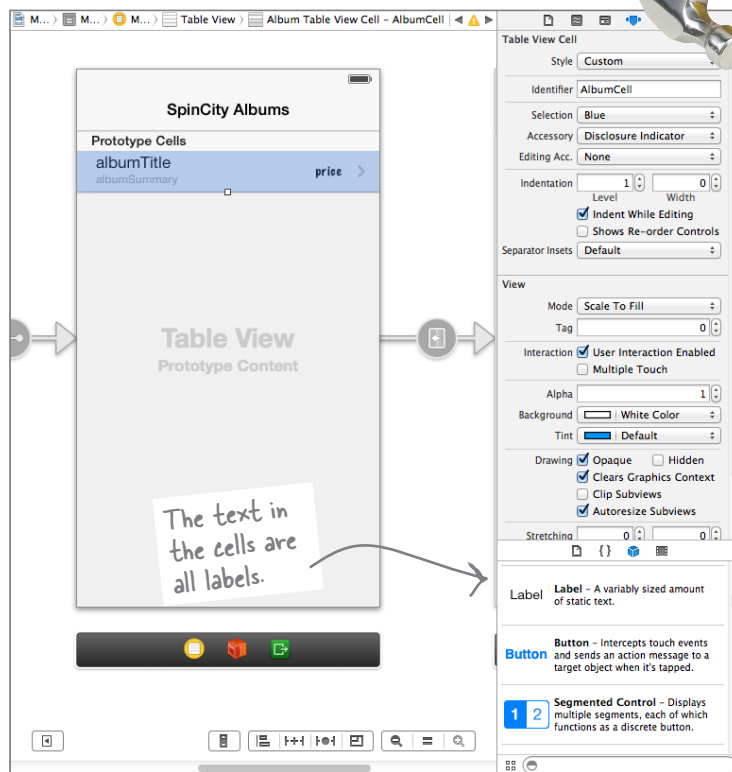 M... M... M... Table View Album Table View Cell – AlbumCell
SpinCity Albums
Prototype Cells
albumTitle
albumSummary
price
Table View
Prototype Content
The text in
the cells are
all labels.
Table View Cell
Style Custom
Identifier AlbumCell
Selection Blue
Accessory Disclosure Indicator
Editing Acc. None
Indentation 1 0
Level Width
Indent While Editing
Shows Re-order Controls
Separator Insets Default
View
Mode Scale To Fill
Tag 0
Interaction User Interaction Enabled
Multiple Touch
Alpha 1
Background White Color
Tint Default
Drawing Opaque Hidden
Clears Graphics Context
Clip Subviews
Autoresize Subviews
Stretching 0 0
{ }
Label Label – A variably sized amount
of static text.
Button – Intercepts touch events
Button and sends an action message to a
target object when it's tapped.
Segmented Control – Displays
1 2 multiple segments, each of which
functions as a discrete button.